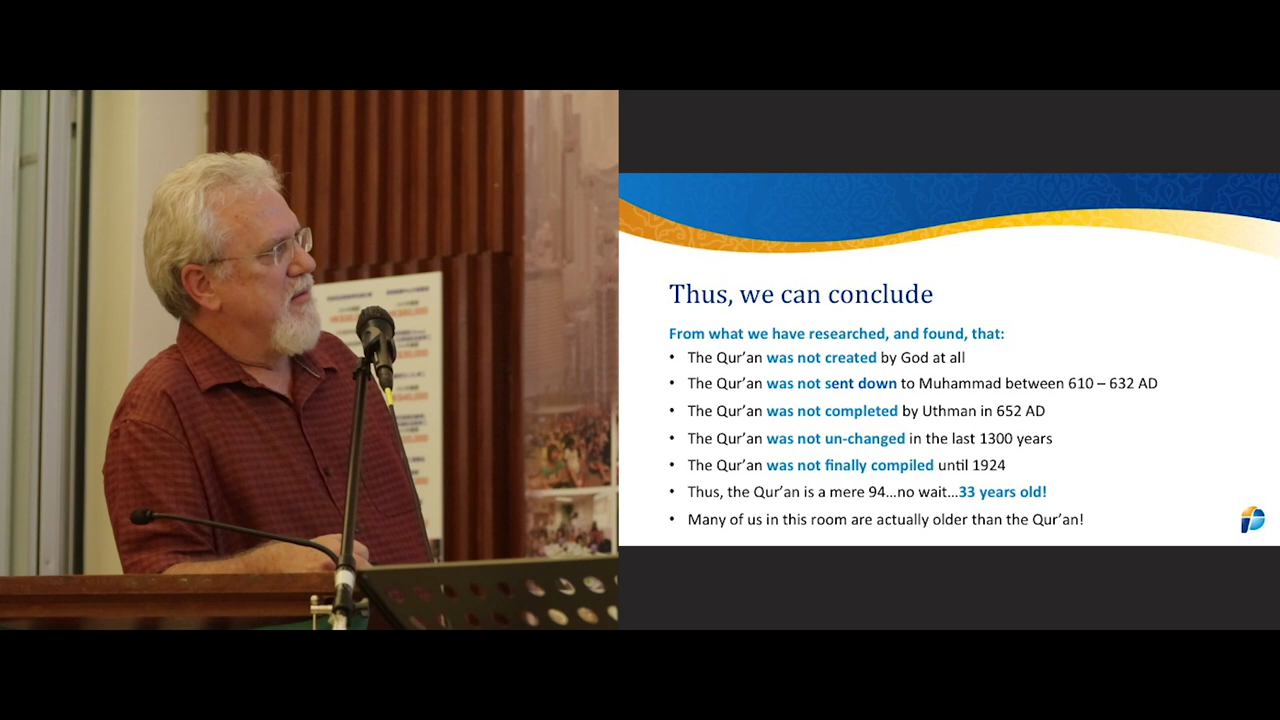 Thus, we can conclude
From what we have researched, and found, that:
• The Qur’an was not created by God at all
• The Qur’an was not sent down to Muhammad between 610 – 632 AD
• The Qur’an was not completed by Uthman in 652 AD
• The Qur’an was not un-changed in the last 1300 years
• The Qur’an was not finally compiled until 1924
• Thus, the Qur’an is a mere 94…no wait…33 years old!
• Many of us in this room are actually older than the Qur’an!